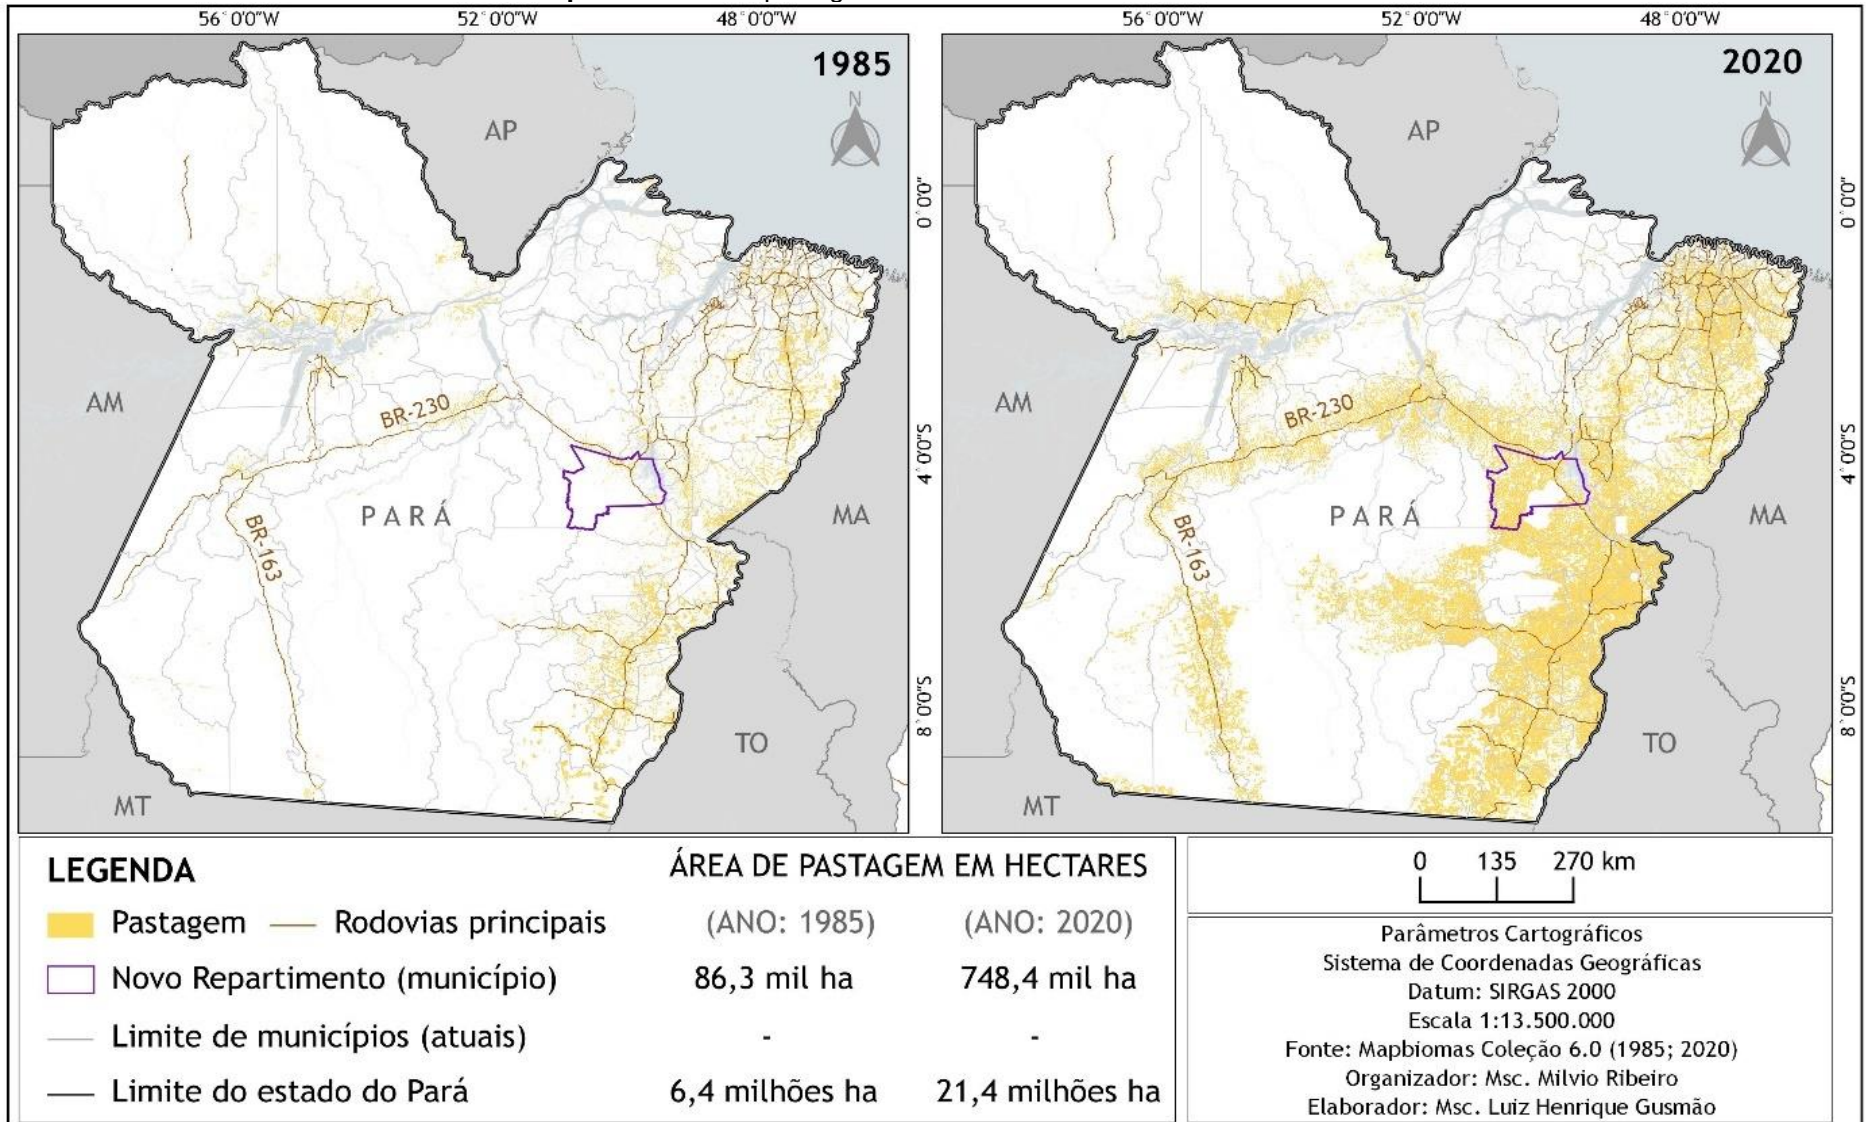 56°0'0"W 52°0'0"W 48°0'0"W
56°0'0"W 52°0'0"W 48°0'0"W
1985
N
AP
AM
BR-230
PARÁ
BR-163
MA
TO
MT
0°0'0"
4°0'0"S
8°0'0"S
2020
N
AP
AM
BR-230
PARÁ
BR-163
MA
TO
MT
0°0'0"
4°0'0"S
8°0'0"S
LEGENDA
ÁREA DE PASTAGEM EM HECTARES
Pastagem Rodovias principais (ANO: 1985) (ANO: 2020)
Novo Repartimento (município) 86,3 mil ha 748,4 mil ha
Limite de municípios (atuais) - -
Limite do estado do Pará 6,4 milhões ha 21,4 milhões ha
0 135 270 km
Parâmetros Cartográficos
Sistema de Coordenadas Geográficas
Datum: SIRGAS 2000
Escala 1:13.500.000
Fonte: Mapbiomas Coleção 6.0 (1985; 2020)
Organizador: Msc. Milvio Ribeiro
Elaborador: Msc. Luiz Henrique Gusmão